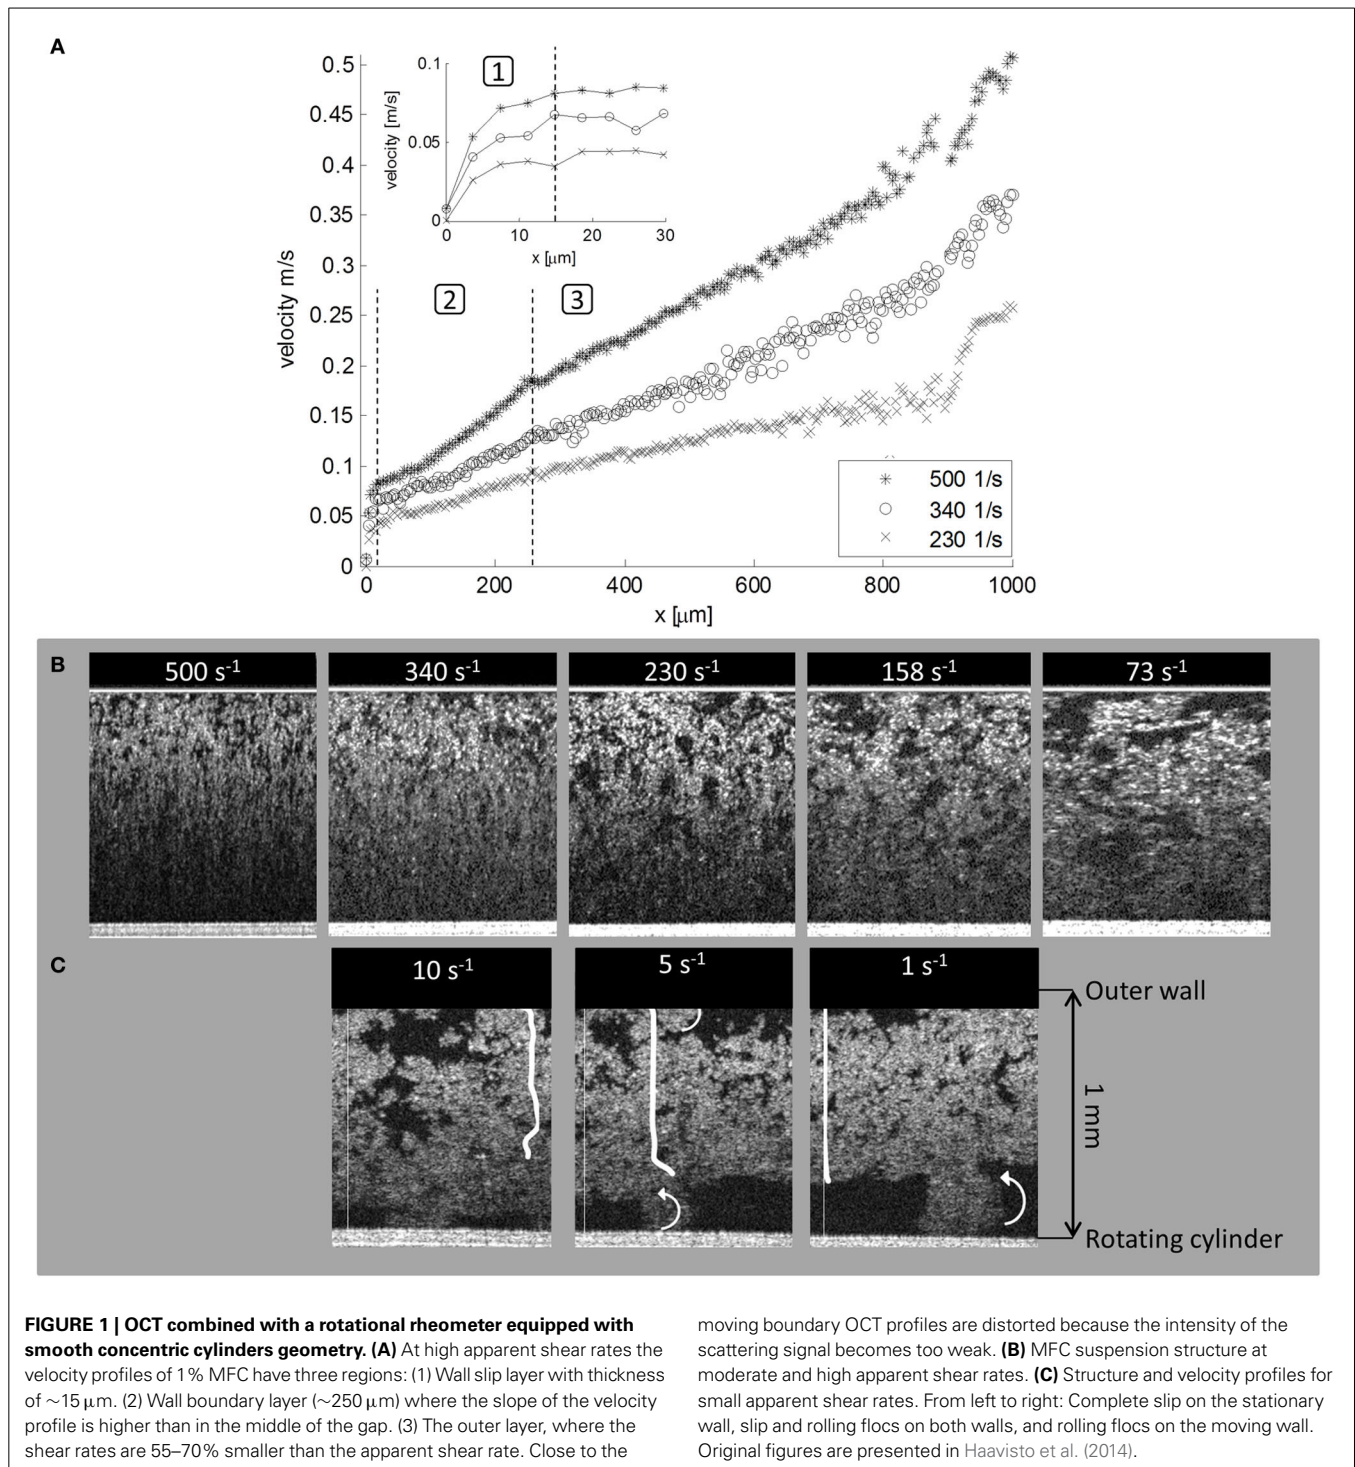 A
velocity m/s
0.5
0.45
0.4
0.35
0.3
0.25
0.2
0.15
0.1
0.05
0
0
200
400
600
800
1000
x [μm]
velocity [m/s]
0.1
0.05
0
0
10
20
30
x [μm]
1
2
3
500 1/s
340 1/s
230 1/s
B
500 s-1
340 s-1
230 s-1
158 s-1
73 s-1
C
10 s-1
5 s-1
1 s-1
Outer wall
1 mm
Rotating cylinder
FIGURE 1 | OCT combined with a rotational rheometer equipped with
smooth concentric cylinders geometry. (A) At high apparent shear rates the
velocity profiles of 1% MFC have three regions: (1) Wall slip layer with thickness
of ∼15 μm. (2) Wall boundary layer (∼250 μm) where the slope of the velocity
profile is higher than in the middle of the gap. (3) The outer layer, where the
shear rates are 55–70% smaller than the apparent shear rate. Close to the
moving boundary OCT profiles are distorted because the intensity of the
scattering signal becomes too weak. (B) MFC suspension structure at
moderate and high apparent shear rates. (C) Structure and velocity profiles for
small apparent shear rates. From left to right: Complete slip on the stationary
wall, slip and rolling flocs on both walls, and rolling flocs on the moving wall.
Original figures are presented in Haavisto et al. (2014).